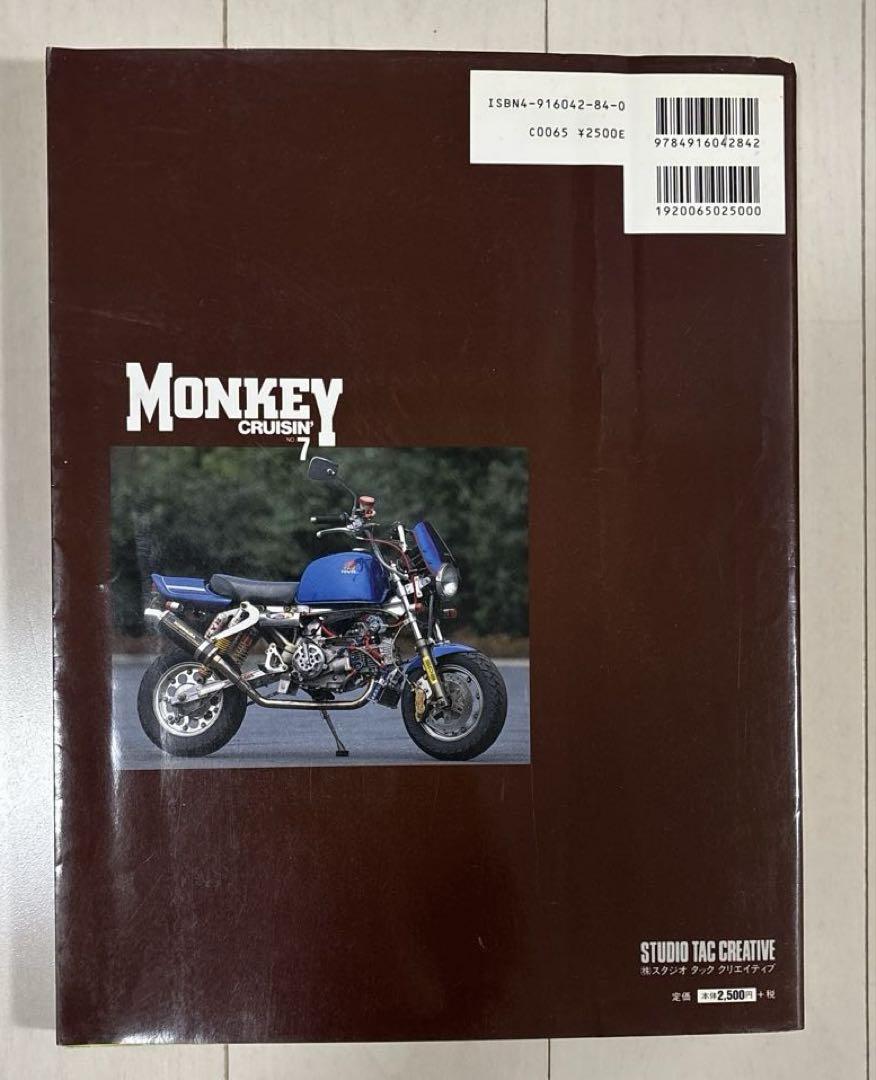 ISBN4-916042-84-0
C0065 ¥2500E
9784916042842
1920065025000
MONKEY
CRUISIN'
NO.7
STUDIO TAC CREATIVE
㈱スタジオ タック クリエイティブ
定価 本体2,500円+税